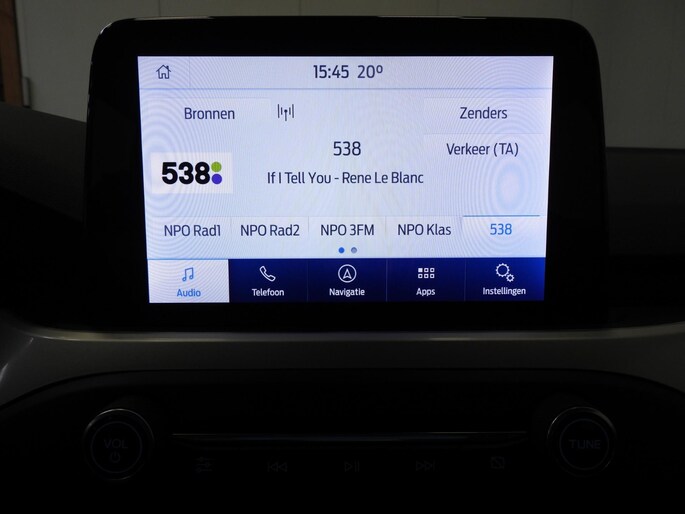 15:45 20º
Bronnen
Zenders
538
Verkeer (TA)
538
If I Tell You - Rene Le Blanc
NPO Rad1 NPO Rad2 NPO 3FM NPO Klas 538
Audio Telefoon Navigatie Apps Instellingen
VOL
TUNE